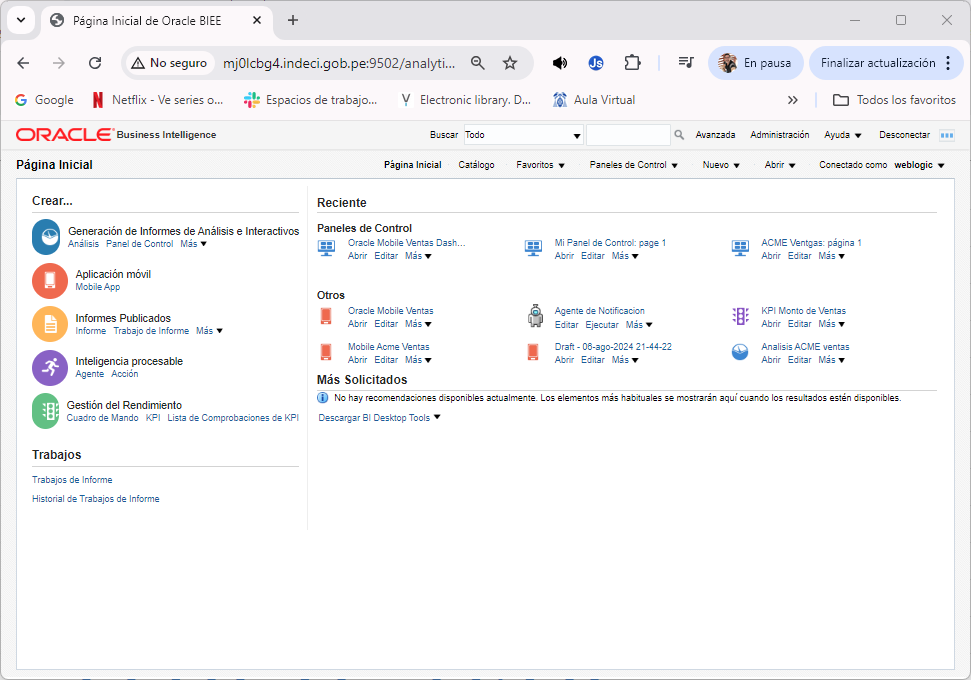 Página Inicial de Oracle BIEE
No seguro mj0lcbg4.indeci.gob.pe:9502/analyti... Js En pausa Finalizar actualización
Google Netflix - Ve series o... Espacios de trabajo... Electronic library. D... Aula Virtual Todos los favoritos
ORACLE Business Intelligence Buscar Todo Avanzada Administración Ayuda Desconectar
Página Inicial Página Inicial Catálogo Favoritos Paneles de Control Nuevo Abrir Conectado como weblogic
Crear...
Generación de Informes de Análisis e Interactivos
Análisis Panel de Control Más
Aplicación móvil
Mobile App
Informes Publicados
Informe Trabajo de Informe Más
Inteligencia procesable
Agente Acción
Gestión del Rendimiento
Cuadro de Mando KPI Lista de Comprobaciones de KPI
Trabajos
Trabajos de Informe
Historial de Trabajos de Informe
Reciente
Paneles de Control
Oracle Mobile Ventas Dash... Mi Panel de Control: page 1 ACME Ventgas: página 1
Abrir Editar Más Abrir Editar Más Abrir Editar Más
Otros
Oracle Mobile Ventas Agente de Notificacion KPI Monto de Ventas
Abrir Editar Más Editar Ejecutar Más Abrir Editar Más
Mobile Acme Ventas Draft - 06-ago-2024 21-44-22 Analisis ACME ventas
Abrir Editar Más Abrir Editar Más Abrir Editar Más
Más Solicitados
No hay recomendaciones disponibles actualmente. Los elementos más habituales se mostrarán aquí cuando los resultados estén disponibles.
Descargar BI Desktop Tools